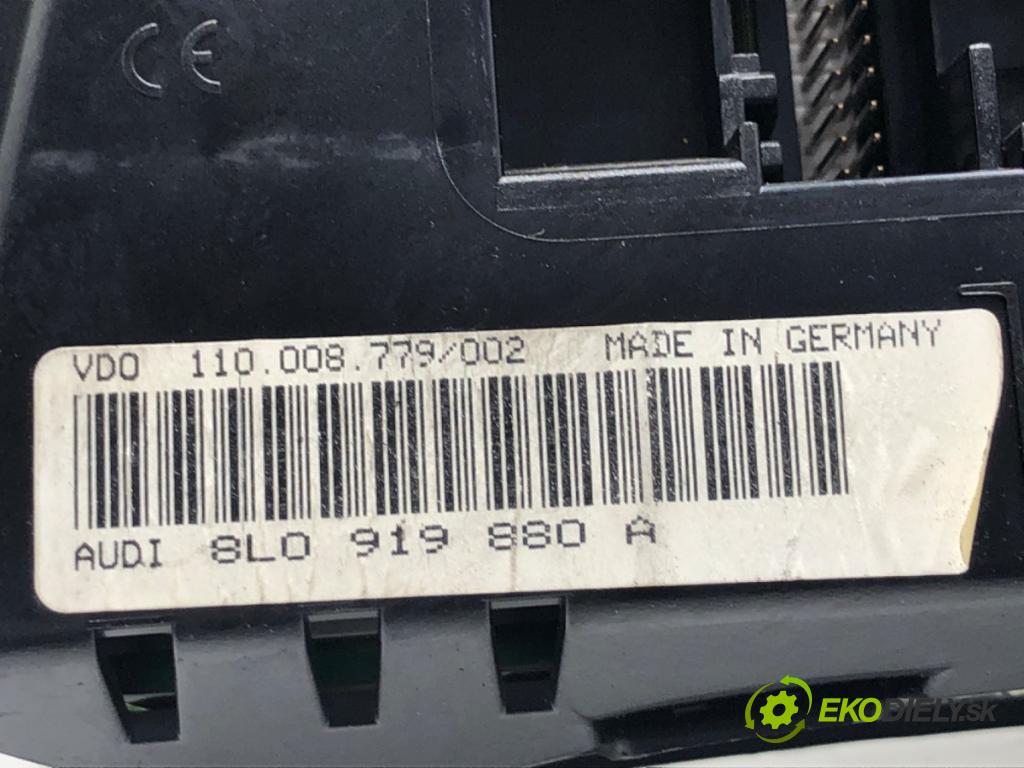 CE
VDO 110.008.779/002 MADE IN GERMANY
AUDI 8L0 919 880 A
EKODIELY.sk